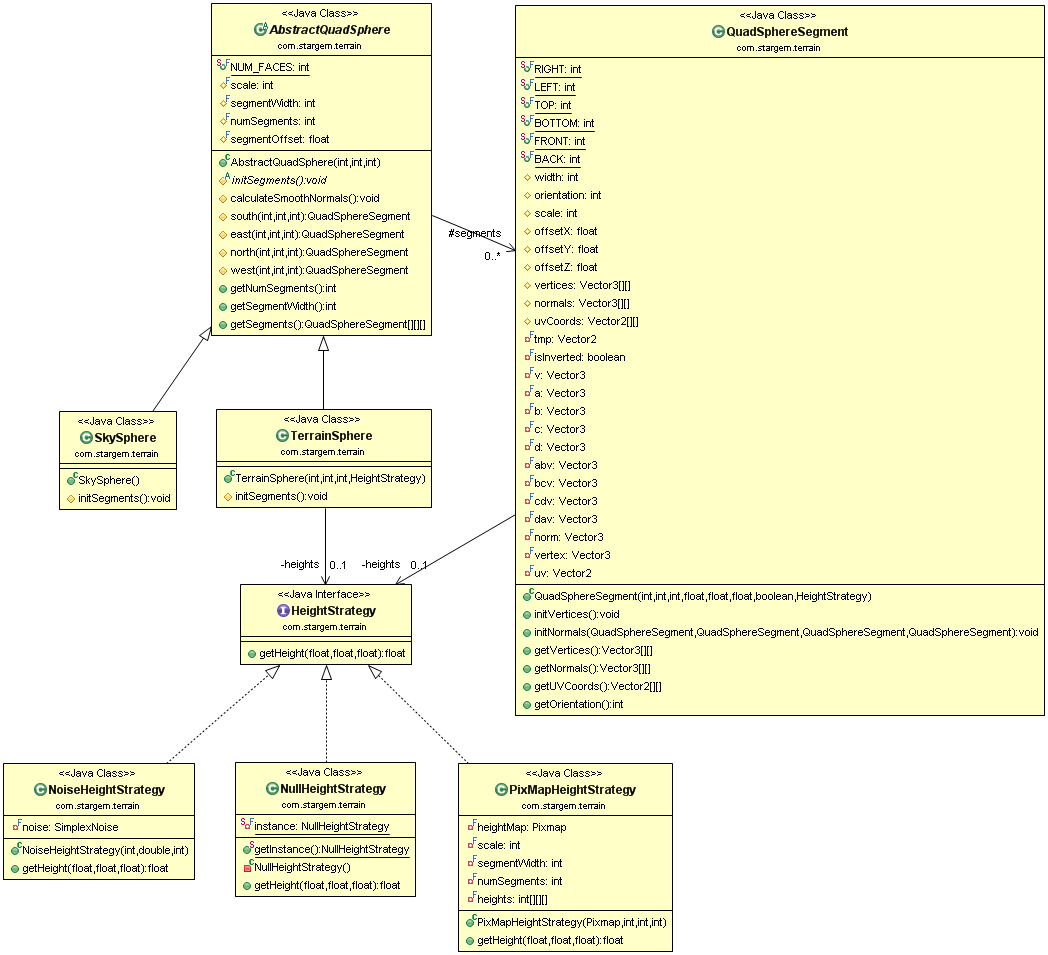 <<Java Class>>
AbstractQuadSphere
com.stargem.terrain
NUM_FACES: int
scale: int
segmentWidth: int
numSegments: int
segmentOffset: float
AbstractQuadSphere(int,int,int)
initSegments():void
calculateSmoothNormals():void
south(int,int,int):QuadSphereSegment
east(int,int,int):QuadSphereSegment
north(int,int,int):QuadSphereSegment
west(int,int,int):QuadSphereSegment
getNumSegments():int
getSegmentWidth():int
getSegments():QuadSphereSegment[][][]
#segments
0..*
<<Java Class>>
QuadSphereSegment
com.stargem.terrain
RIGHT: int
LEFT: int
TOP: int
BOTTOM: int
FRONT: int
BACK: int
width: int
orientation: int
scale: int
offsetX: float
offsetY: float
offsetZ: float
vertices: Vector3[][]
normals: Vector3[][]
uvCoords: Vector2[][]
tmp: Vector2
isInverted: boolean
v: Vector3
a: Vector3
b: Vector3
c: Vector3
d: Vector3
abv: Vector3
bcv: Vector3
cdv: Vector3
dav: Vector3
norm: Vector3
vertex: Vector3
uv: Vector2
QuadSphereSegment(int,int,int,float,float,float,boolean,HeightStrategy)
initVertices():void
initNormals(QuadSphereSegment,QuadSphereSegment,QuadSphereSegment,QuadSphereSegment):void
getVertices():Vector3[][]
getNormals():Vector3[][]
getUVCoords():Vector2[][]
getOrientation():int
<<Java Class>>
SkySphere
com.stargem.terrain
SkySphere()
initSegments():void
<<Java Class>>
TerrainSphere
com.stargem.terrain
TerrainSphere(int,int,int,HeightStrategy)
initSegments():void
-heights 0..1
-heights 0..1
<<Java Interface>>
HeightStrategy
com.stargem.terrain
getHeight(float,float,float):float
<<Java Class>>
NoiseHeightStrategy
com.stargem.terrain
noise: SimplexNoise
NoiseHeightStrategy(int,double,int)
getHeight(float,float,float):float
<<Java Class>>
NullHeightStrategy
com.stargem.terrain
instance: NullHeightStrategy
getInstance():NullHeightStrategy
NullHeightStrategy()
getHeight(float,float,float):float
<<Java Class>>
PixMapHeightStrategy
com.stargem.terrain
heightMap: Pixmap
scale: int
segmentWidth: int
numSegments: int
heights: int[][][]
PixMapHeightStrategy(Pixmap,int,int,int)
getHeight(float,float,float):float